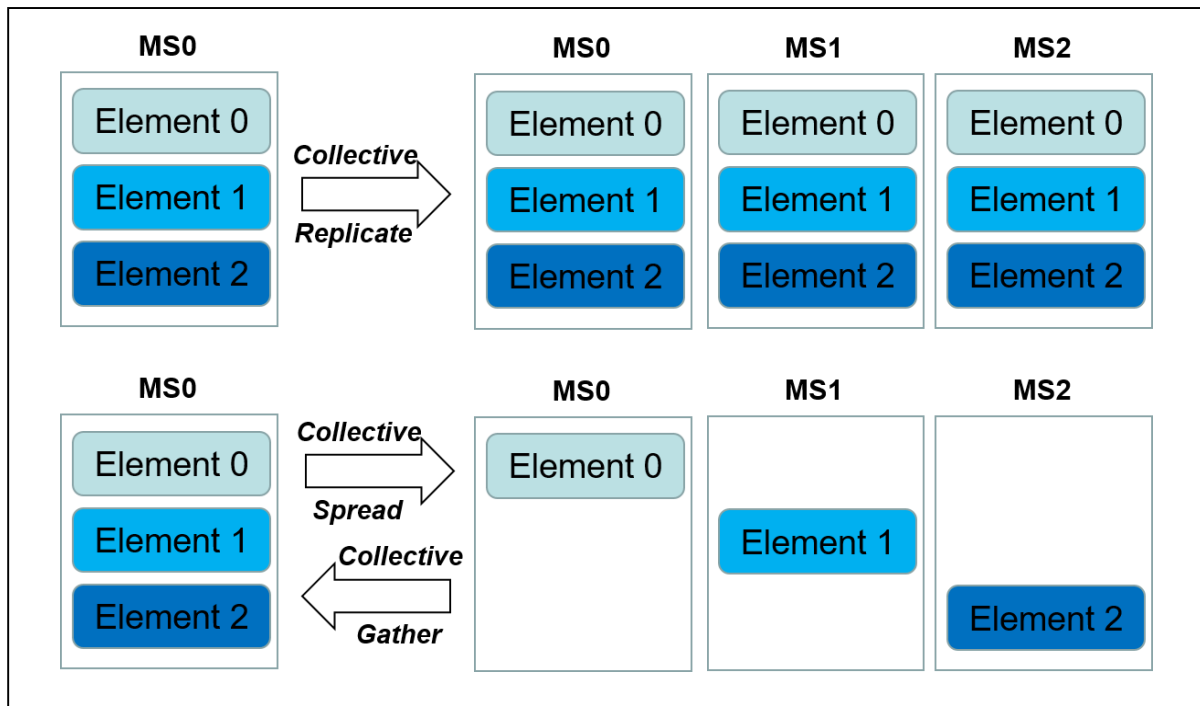 MS0
MS0 MS1 MS2
Element 0
Element 1
Element 2
Collective
Replicate
Element 0 Element 0 Element 0
Element 1 Element 1 Element 1
Element 2 Element 2 Element 2
MS0
MS0 MS1 MS2
Element 0
Element 1
Element 2
Collective
Spread
Collective
Gather
Element 0
Element 1
Element 2